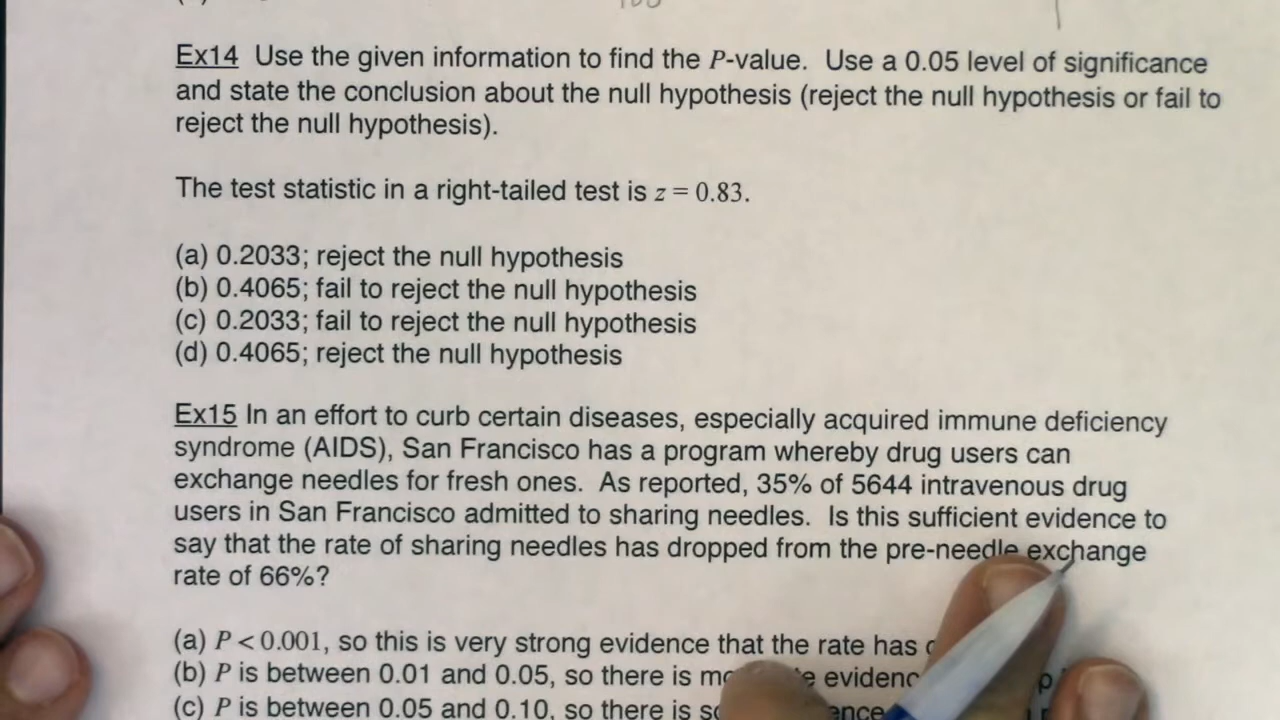 Ex14 Use the given information to find the P-value. Use a 0.05 level of significance
and state the conclusion about the null hypothesis (reject the null hypothesis or fail to
reject the null hypothesis).
The test statistic in a right-tailed test is z = 0.83.
(a) 0.2033; reject the null hypothesis
(b) 0.4065; fail to reject the null hypothesis
(c) 0.2033; fail to reject the null hypothesis
(d) 0.4065; reject the null hypothesis
Ex15 In an effort to curb certain diseases, especially acquired immune deficiency
syndrome (AIDS), San Francisco has a program whereby drug users can
exchange needles for fresh ones. As reported, 35% of 5644 intravenous drug
users in San Francisco admitted to sharing needles. Is this sufficient evidence to
say that the rate of sharing needles has dropped from the pre-needle exchange
rate of 66%?
(a) P < 0.001, so this is very strong evidence that the rate has
(b) P is between 0.01 and 0.05, so there is
(c) P is between 0.05 and 0.10, so there is